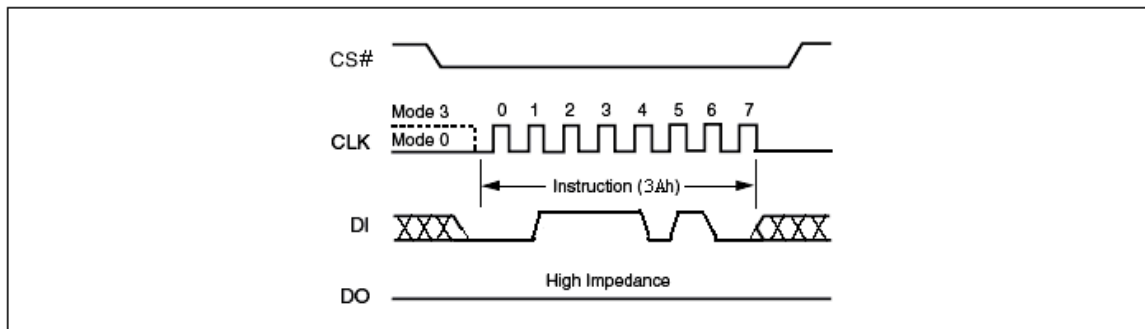 CS#
Mode 3 0 1 2 3 4 5 6 7
CLK Mode 0
Instruction (3Ah)
DI
High Impedance
DO